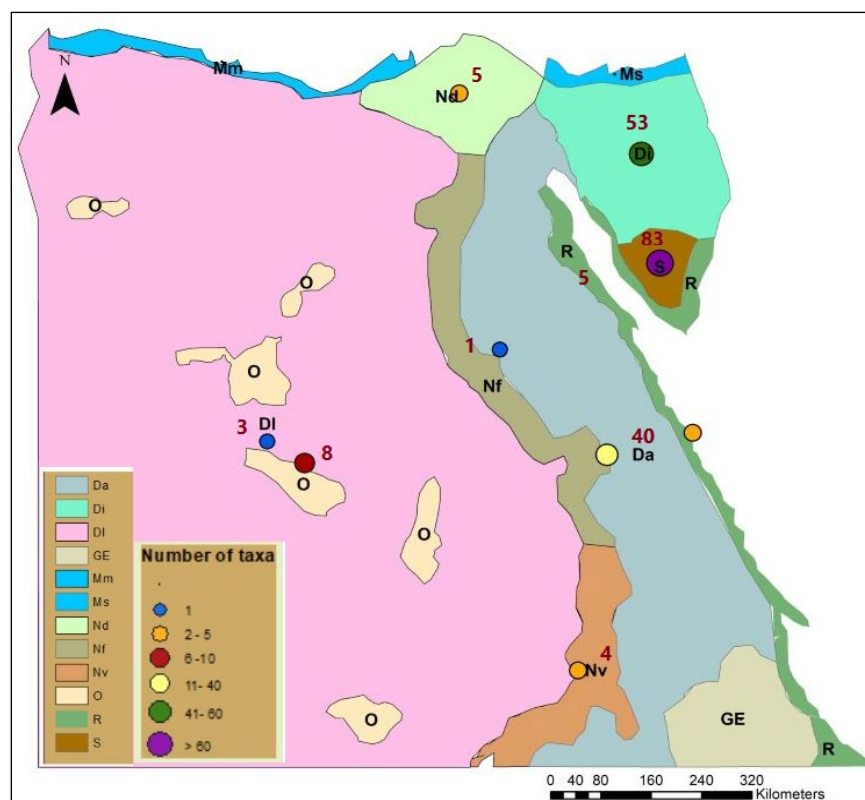 Mm
N
Nd
5
Ms
53
Di
O
R
83
S
R
5
O
1
O
Nf
3
Dl
8
O
40
Da
O
4
Nv
O
GE
R
Da
Di
Dl
GE
Mm
Ms
Nd
Nf
Nv
O
R
S
Number of taxa
1
2 - 5
6 -10
11- 40
41- 60
> 60
0 40 80 160 240 320
Kilometers